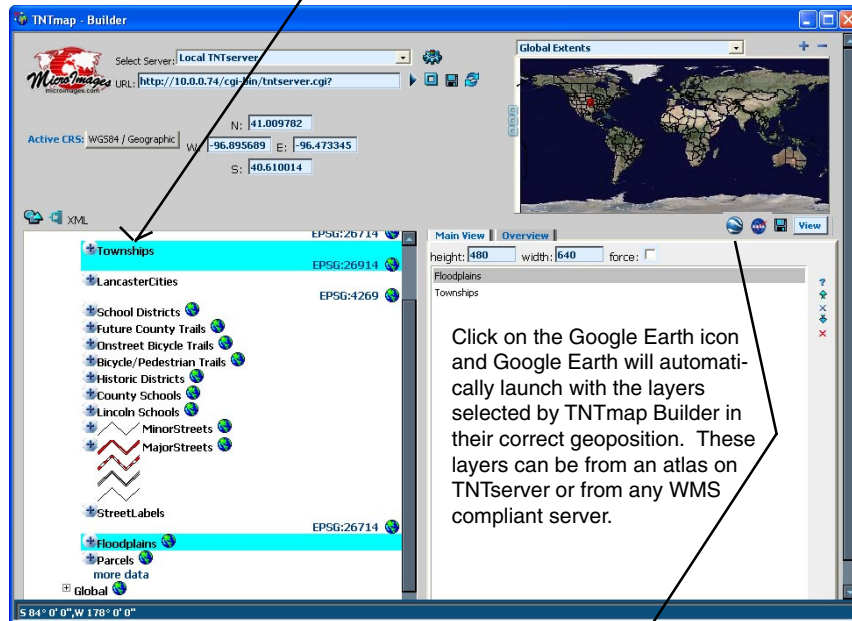 TNTmap - Builder
Select Server: Local TNTserver
MicroImages
microimages.com
URL: http://10.0.0.74/cgi-bin/tntserver.cgi?
Active CRS: WGS84 / Geographic
N: 41.009782
W: -96.895689 E: -96.473345
S: 40.610014
Global Extents
XML
View
EPSG:26714
Townships
EPSG:26914
LancasterCities
EPSG:4269
School Districts
Future County Trails
Onstreet Bicycle Trails
Bicycle/Pedestrian Trails
Historic Districts
County Schools
Lincoln Schools
MinorStreets
MajorStreets
StreetLabels
EPSG:26714
Floodplains
Parcels
more data
Global
Main View Overview
height: 480 width: 640 force:
Floodplains
Townships
Click on the Google Earth icon
and Google Earth will automati-
cally launch with the layers
selected by TNTmap Builder in
their correct geoposition. These
layers can be from an atlas on
TNTserver or from any WMS
compliant server.
S 84° 0' 0",W 178° 0' 0"